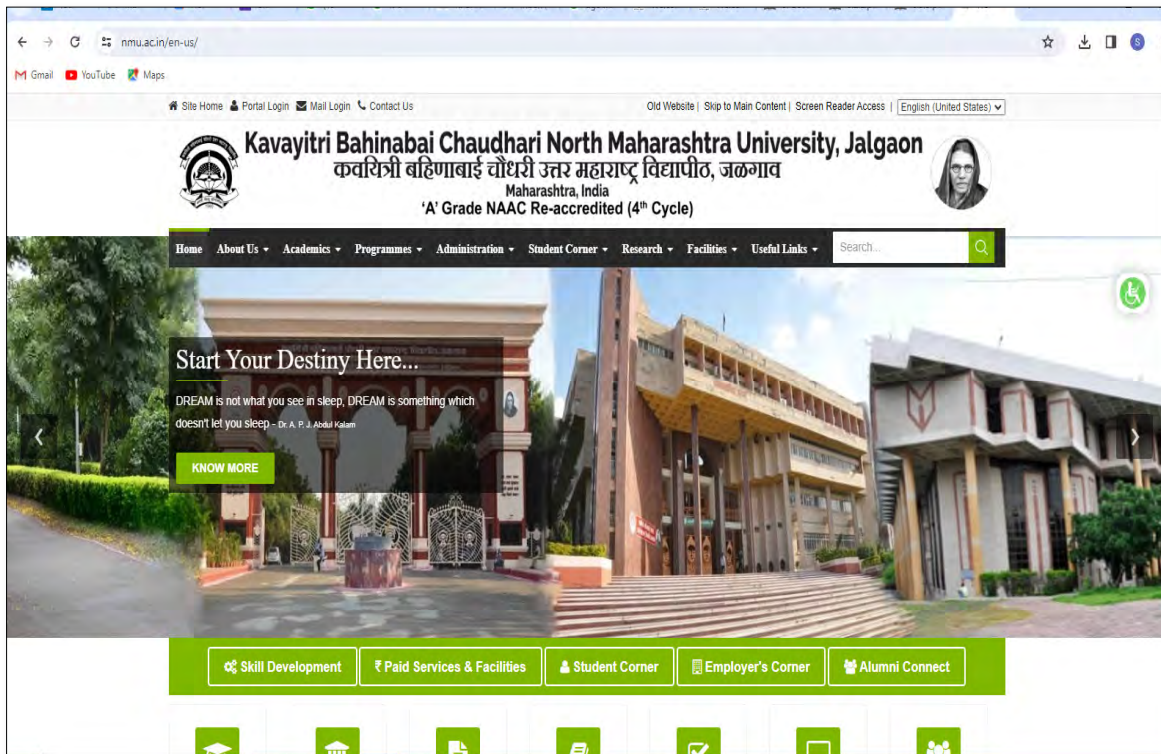 nmu.ac.in/en-us/
Gmail YouTube Maps
Site Home Portal Login Mail Login Contact Us Old Website | Skip to Main Content | Screen Reader Access | English (United States)
Kavayitri Bahinabai Chaudhari North Maharashtra University, Jalgaon
कवयित्री बहिणाबाई चौधरी उत्तर महाराष्ट्र विद्यापीठ, जळगाव
Maharashtra, India
‘A’ Grade NAAC Re-accredited (4th Cycle)
Home About Us Academics Programmes Administration Student Corner Research Facilities Useful Links Search...
Start Your Destiny Here...
DREAM is not what you see in sleep, DREAM is something which
doesn't let you sleep - Dr. A. P. J. Abdul Kalam
KNOW MORE
Skill Development ₹ Paid Services & Facilities Student Corner Employer's Corner Alumni Connect